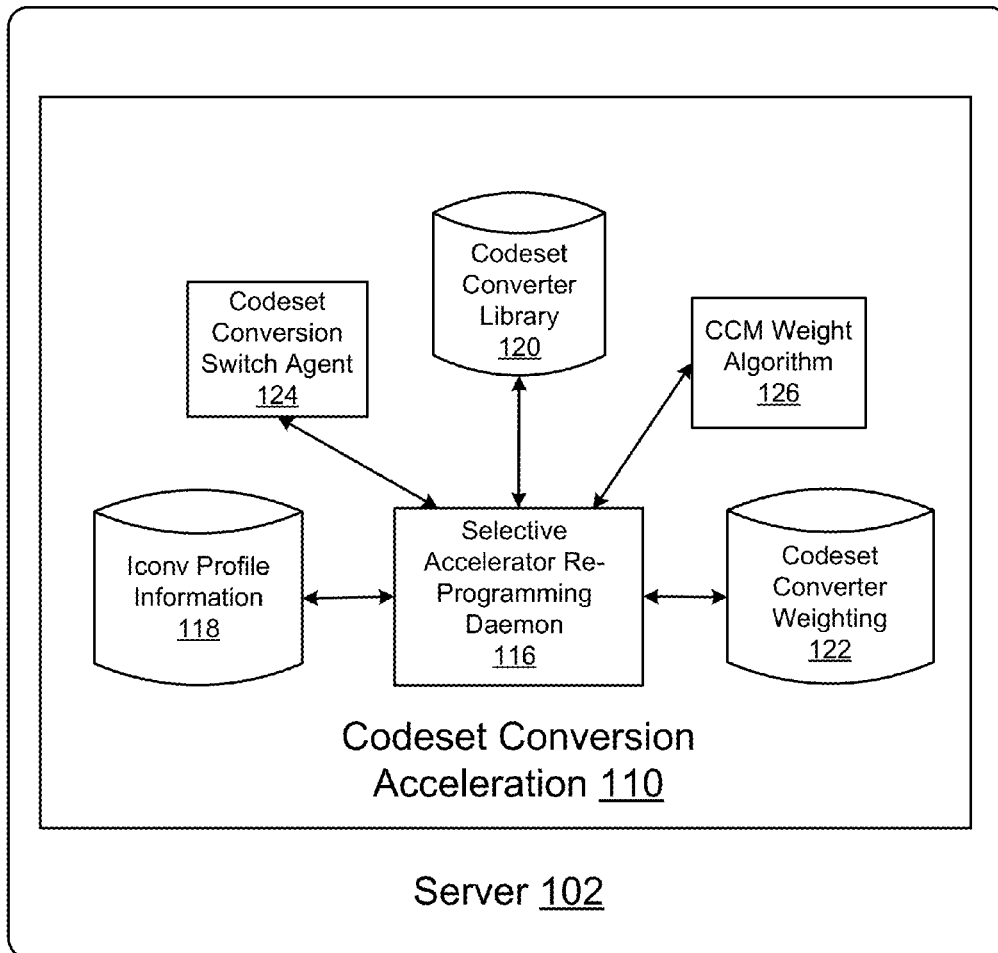 Codeset
Converter
Library
120
Codeset
Conversion
Switch Agent
124
CCM Weight
Algorithm
126
Iconv Profile
Information
118
Selective
Accelerator Re-
Programming
Daemon
116
Codeset
Converter
Weighting
122
Codeset Conversion
Acceleration 110
Server 102